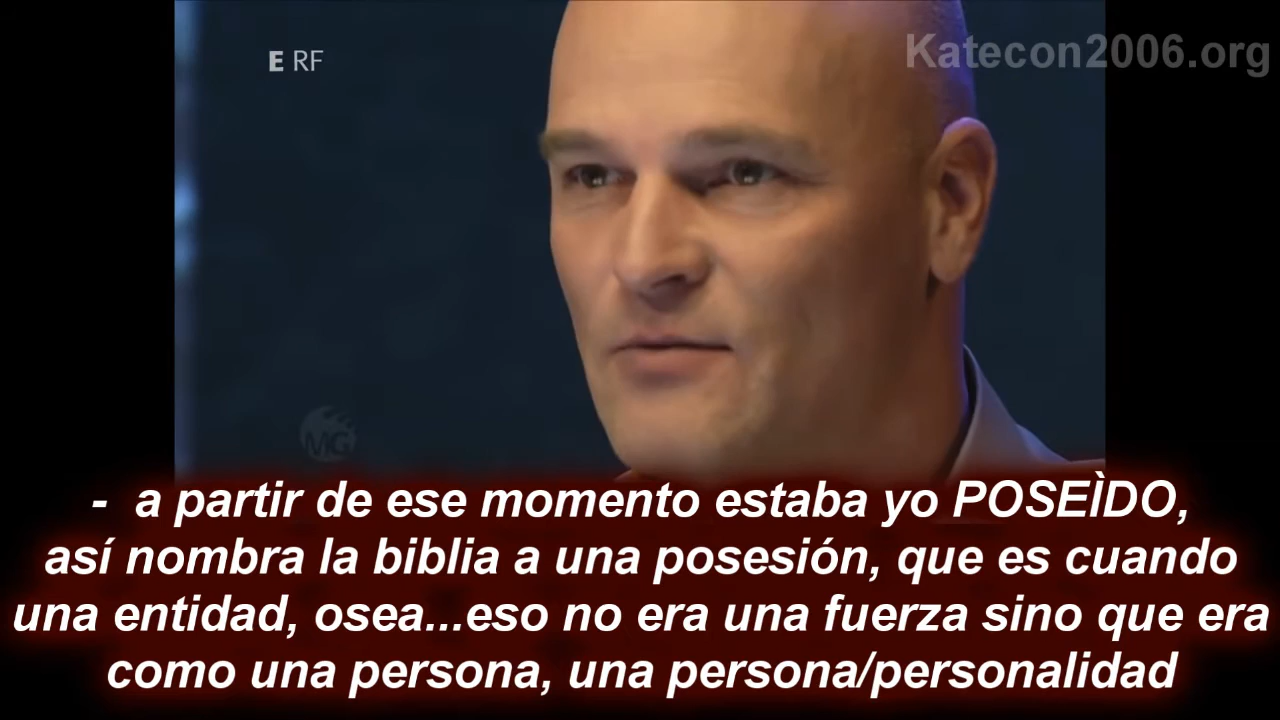 E RF
Katecon2006.org
MG
- a partir de ese momento estaba yo POSEÌDO,
así nombra la biblia a una posesión, que es cuando
una entidad, osea...eso no era una fuerza sino que era
como una persona, una persona/personalidad